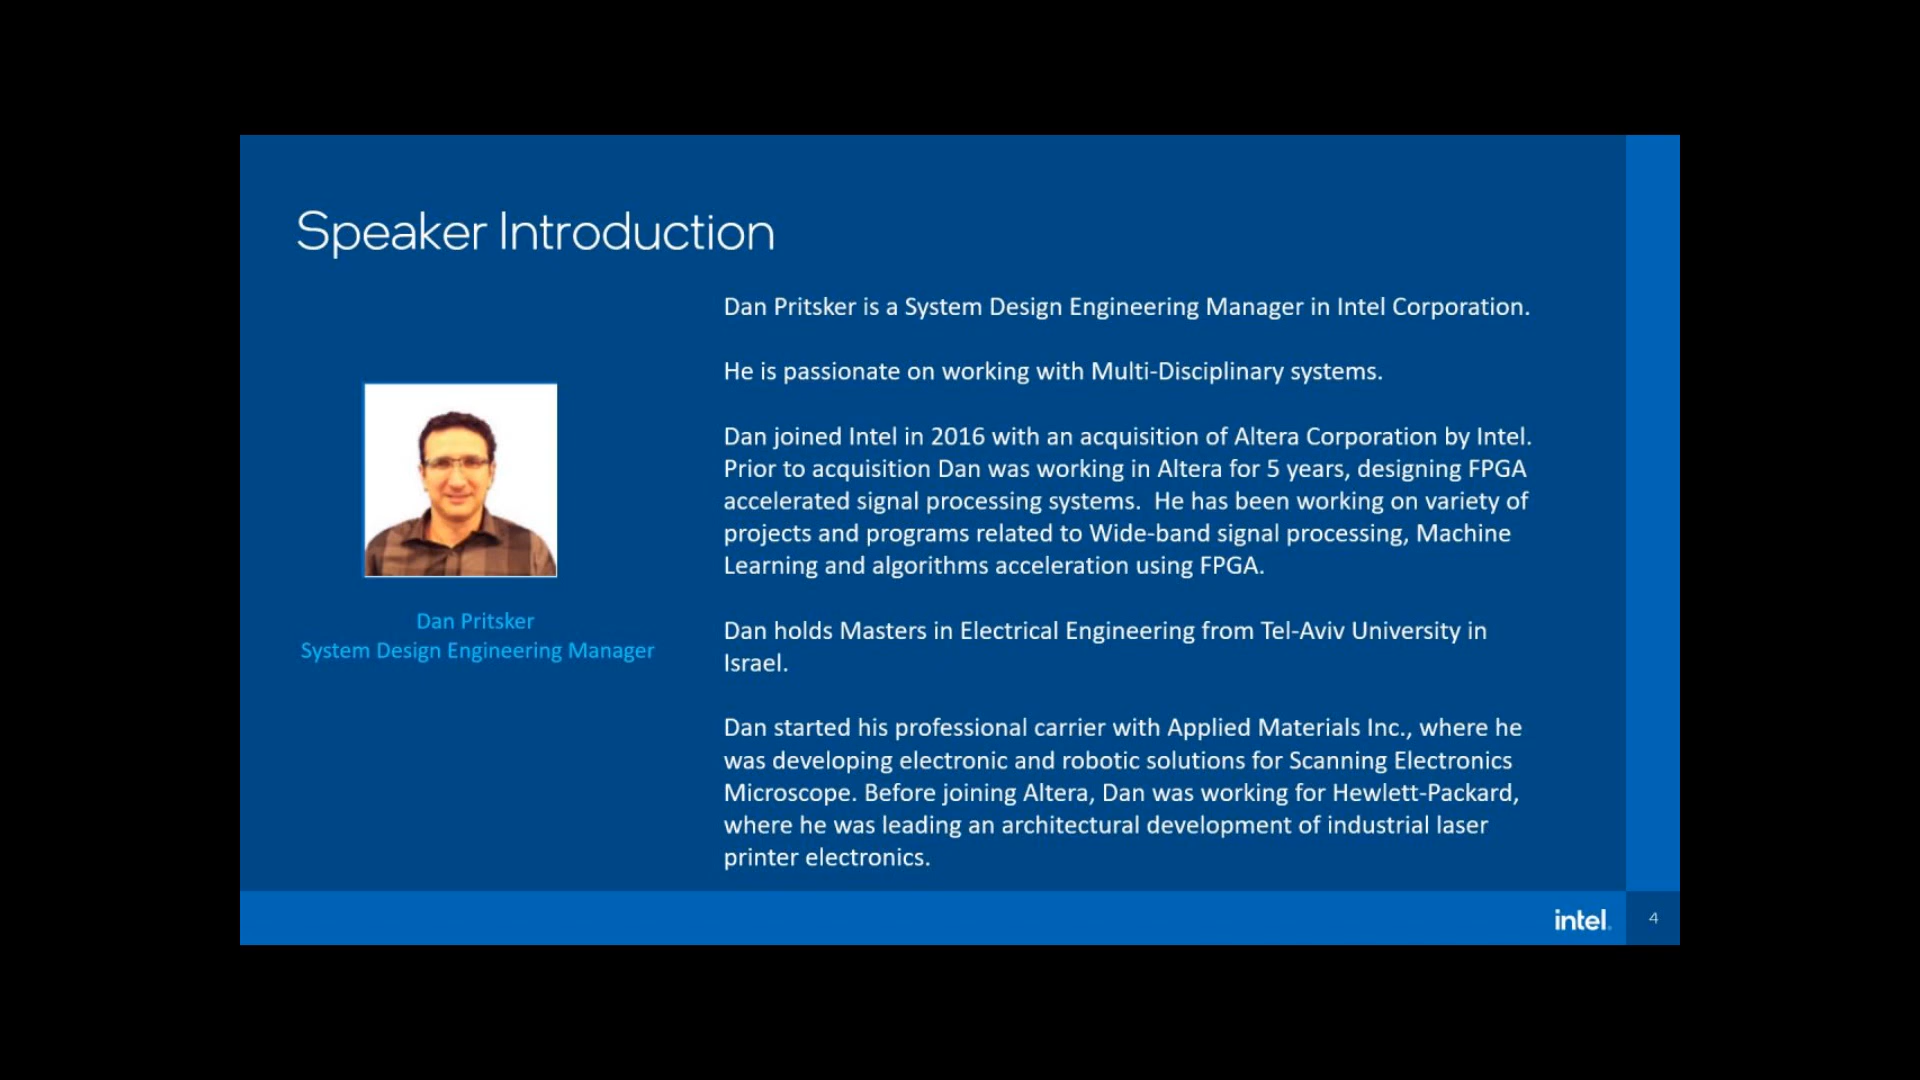 Speaker Introduction
Dan Pritsker is a System Design Engineering Manager in Intel Corporation.
He is passionate on working with Multi-Disciplinary systems.
Dan joined Intel in 2016 with an acquisition of Altera Corporation by Intel.
Prior to acquisition Dan was working in Altera for 5 years, designing FPGA
accelerated signal processing systems.  He has been working on variety of
projects and programs related to Wide-band signal processing, Machine
Learning and algorithms acceleration using FPGA.
Dan holds Masters in Electrical Engineering from Tel-Aviv University in
Israel.
Dan started his professional carrier with Applied Materials Inc., where he
was developing electronic and robotic solutions for Scanning Electronics
Microscope. Before joining Altera, Dan was working for Hewlett-Packard,
where he was leading an architectural development of industrial laser
printer electronics.
Dan Pritsker
System Design Engineering Manager
intel.
4